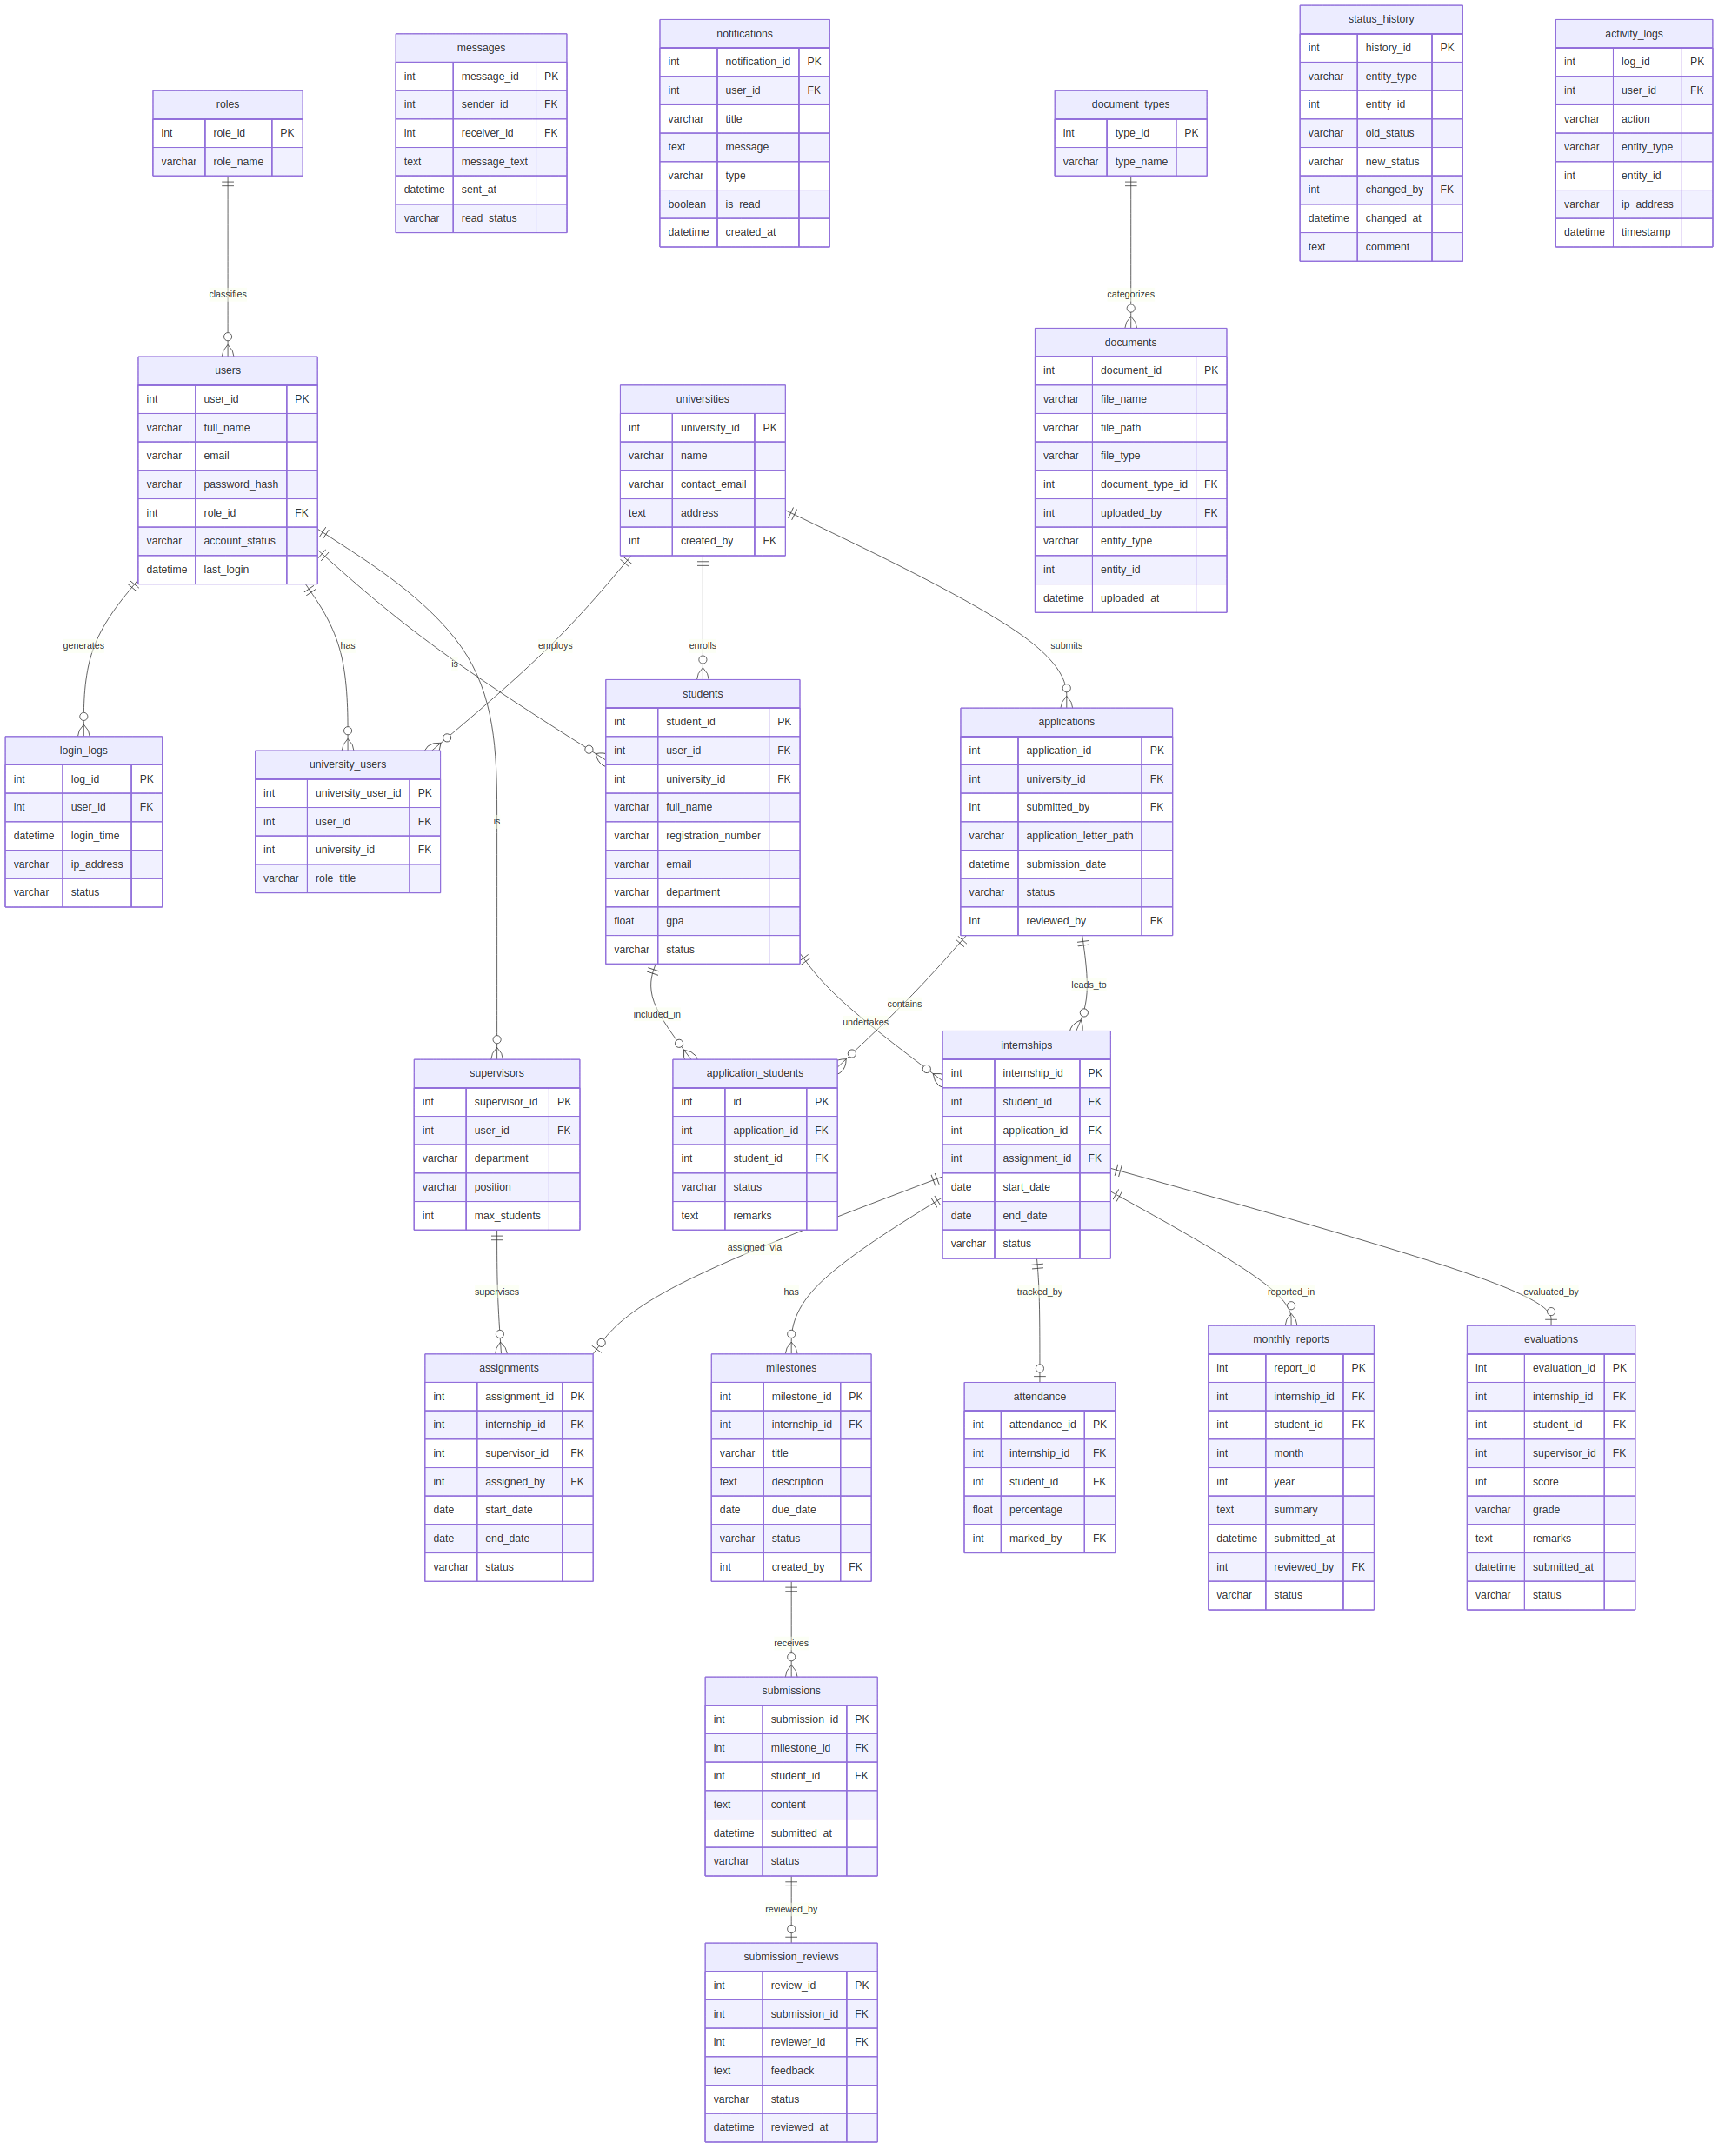 messages
int message_id PK
int sender_id FK
int receiver_id FK
text message_text
datetime sent_at
varchar read_status
notifications
int notification_id PK
int user_id FK
varchar title
text message
varchar type
boolean is_read
datetime created_at
status_history
int history_id PK
varchar entity_type
int entity_id
varchar old_status
varchar new_status
int changed_by FK
datetime changed_at
text comment
activity_logs
int log_id PK
int user_id FK
varchar action
varchar entity_type
int entity_id
varchar ip_address
datetime timestamp
roles
int role_id PK
varchar role_name
document_types
int type_id PK
varchar type_name
classifies
categorizes
users
int user_id PK
varchar full_name
varchar email
varchar password_hash
int role_id FK
varchar account_status
datetime last_login
universities
int university_id PK
varchar name
varchar contact_email
text address
int created_by FK
documents
int document_id PK
varchar file_name
varchar file_path
varchar file_type
int document_type_id FK
int uploaded_by FK
varchar entity_type
int entity_id
datetime uploaded_at
generates
has
is
employs
enrolls
submits
login_logs
int log_id PK
int user_id FK
datetime login_time
varchar ip_address
varchar status
university_users
int university_user_id PK
int user_id FK
int university_id FK
varchar role_title
is
students
int student_id PK
int user_id FK
int university_id FK
varchar full_name
varchar registration_number
varchar email
varchar department
float gpa
varchar status
applications
int application_id PK
int university_id FK
int submitted_by FK
varchar application_letter_path
datetime submission_date
varchar status
int reviewed_by FK
included_in
undertakes
contains
leads_to
supervisors
int supervisor_id PK
int user_id FK
varchar department
varchar position
int max_students
application_students
int id PK
int application_id FK
int student_id FK
varchar status
text remarks
internships
int internship_id PK
int student_id FK
int application_id FK
int assignment_id FK
date start_date
date end_date
varchar status
supervises
assigned_via
has
tracked_by
reported_in
evaluated_by
assignments
int assignment_id PK
int internship_id FK
int supervisor_id FK
int assigned_by FK
date start_date
date end_date
varchar status
milestones
int milestone_id PK
int internship_id FK
varchar title
text description
date due_date
varchar status
int created_by FK
attendance
int attendance_id PK
int internship_id FK
int student_id FK
float percentage
int marked_by FK
monthly_reports
int report_id PK
int internship_id FK
int student_id FK
int month
int year
text summary
datetime submitted_at
int reviewed_by FK
varchar status
evaluations
int evaluation_id PK
int internship_id FK
int student_id FK
int supervisor_id FK
int score
varchar grade
text remarks
datetime submitted_at
varchar status
receives
submissions
int submission_id PK
int milestone_id FK
int student_id FK
text content
datetime submitted_at
varchar status
reviewed_by
submission_reviews
int review_id PK
int submission_id FK
int reviewer_id FK
text feedback
varchar status
datetime reviewed_at